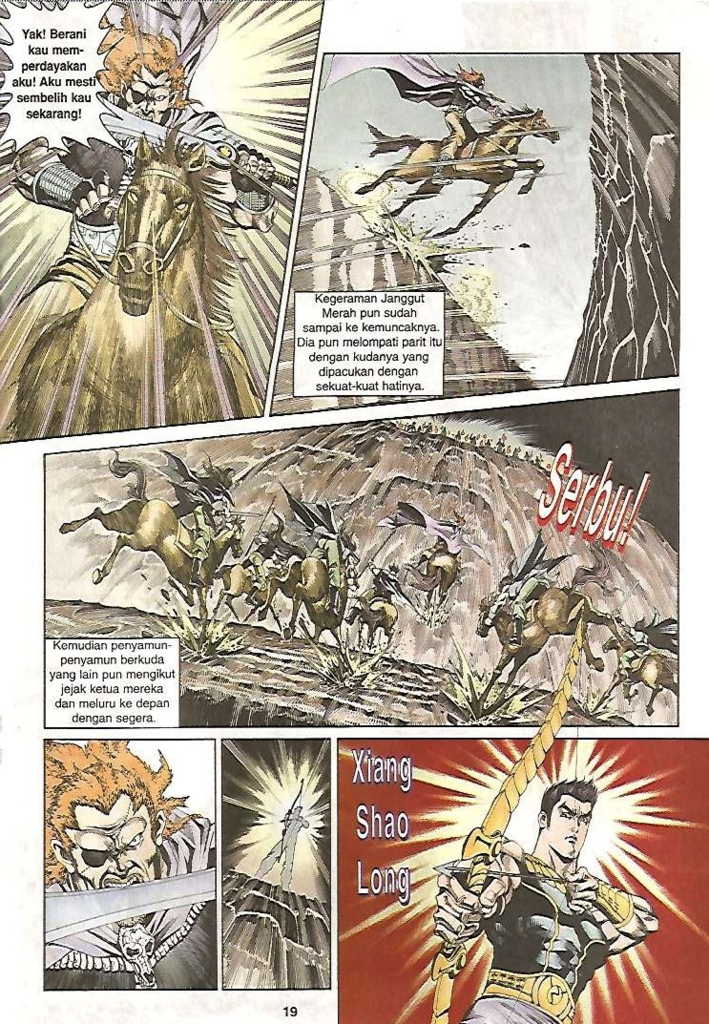 Yak! Berani
kau mem-
perdayakan
aku! Aku mesti
sembelih kau
sekarang!
Kegeraman Janggut
Merah pun sudah
sampai ke kemuncaknya.
Dia pun melompati parit itu
dengan kudanya yang
dipacukan dengan
sekuat-kuat hatinya.
Serbu!
Kemudian penyamun-
penyamun berkuda
yang lain pun mengikut
jejak ketua mereka
dan meluru ke depan
dengan segera.
Xiang
Shao
Long
19